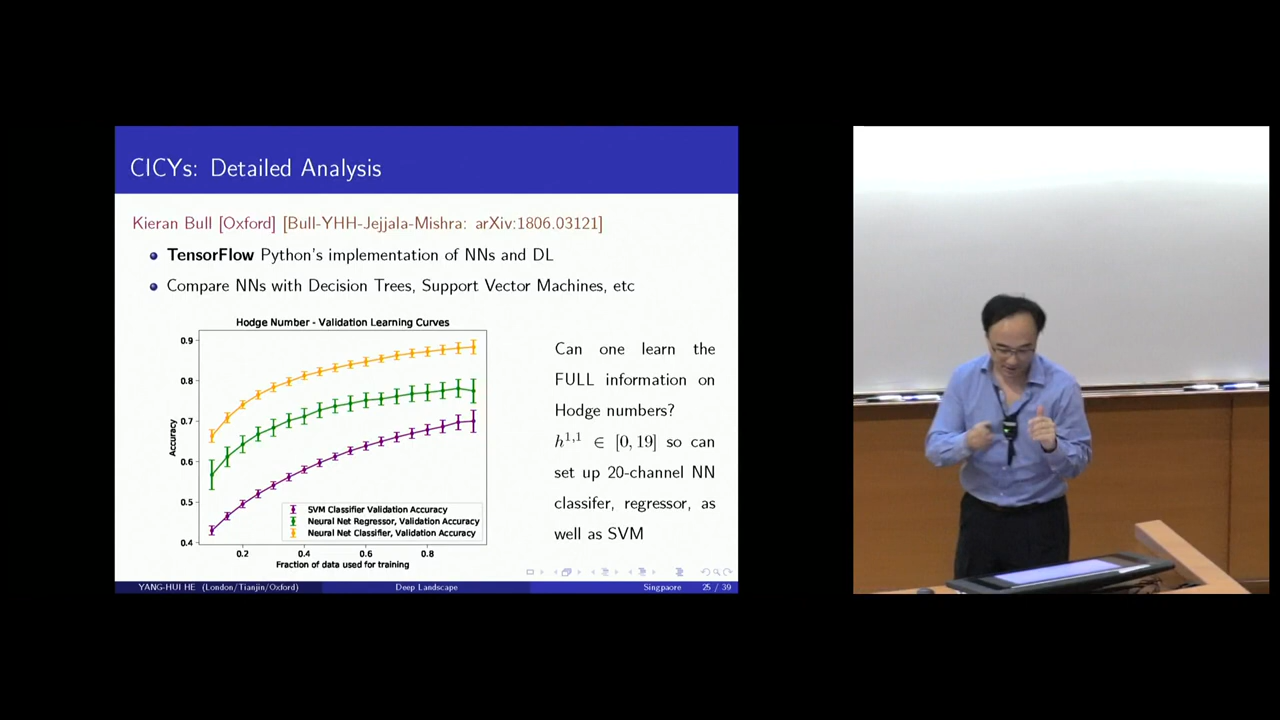 CICYs: Detailed Analysis
Kieran Bull [Oxford] [Bull-YHH-Jejjala-Mishra: arXiv:1806.03121]
TensorFlow Python's implementation of NNs and DL
Compare NNs with Decision Trees, Support Vector Machines, etc
Hodge Number - Validation Learning Curves
0.9
0.8
0.7
0.6
0.5
0.4
Accuracy
SVM Classifier Validation Accuracy
Neural Net Regressor, Validation Accuracy
Neural Net Classifier, Validation Accuracy
0.2 0.4 0.6 0.8
Fraction of data used for training
Can one learn the
FULL information on
Hodge numbers?
h^{1,1} ∈ [0, 19] so can
set up 20-channel NN
classifer, regressor, as
well as SVM
YANG-HUI HE (London/Tianjin/Oxford) Deep Landscape Singpaore 25 / 39